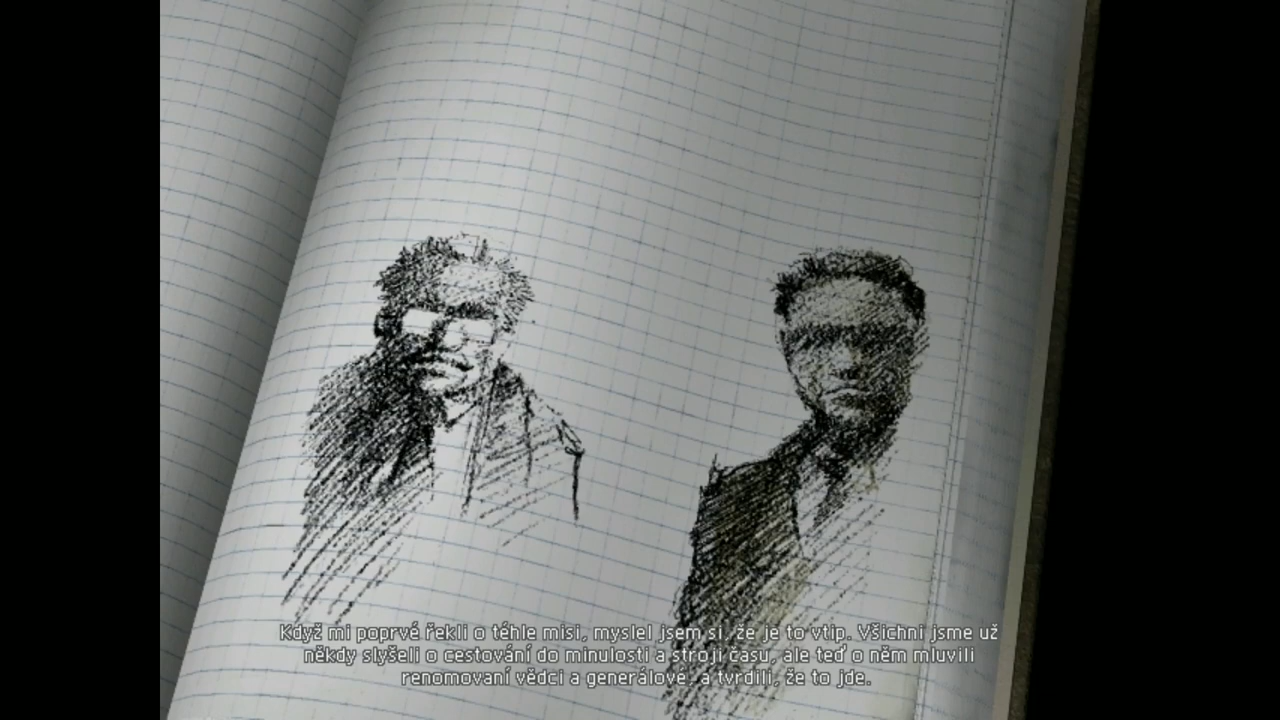 Když mi poprvé řekli o téhle misi, myslel jsem si, že je to vtip. Všichni jsme už
někdy slyšeli o cestování do minulosti a stroji času, ale teď o něm mluvili
renomovaní vědci a generálové, a tvrdili, že to jde.